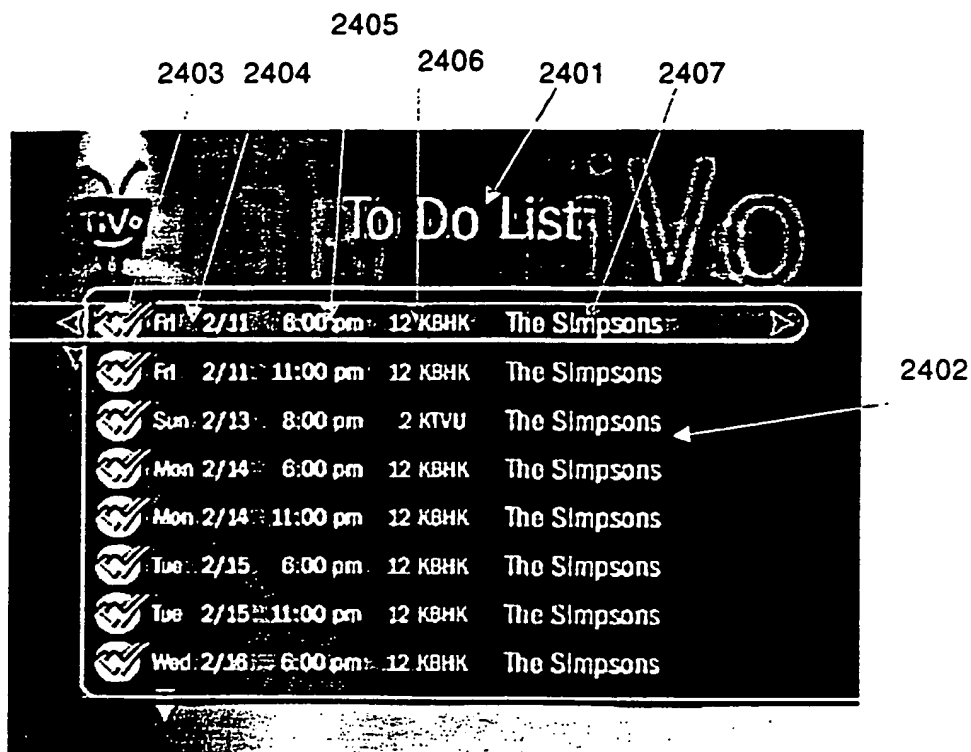 2405
2403 2404 2406 2401 2407
TiVo
To Do List
TiVo
Fri 2/11 6:00 pm 12 KBHK The Simpsons
Fri 2/11 11:00 pm 12 KBHK The Simpsons
2402
Sun 2/13 8:00 pm 2 KTVU The Simpsons
Mon 2/14 6:00 pm 12 KBHK The Simpsons
Mon 2/14 11:00 pm 12 KBHK The Simpsons
Tue 2/15 6:00 pm 12 KBHK The Simpsons
Tue 2/15 11:00 pm 12 KBHK The Simpsons
Wed 2/16 6:00 pm 12 KBHK The Simpsons